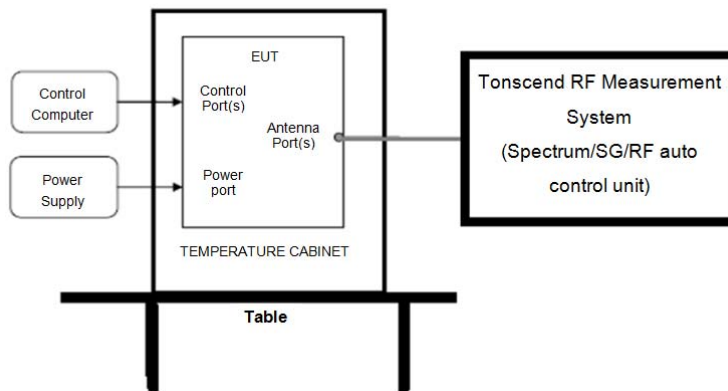 EUT
Control
Computer
Control
Port(s)
Antenna
Port(s)
Power
Supply
Power
port
TEMPERATURE CABINET
Table
Tonscend RF Measurement
System
(Spectrum/SG/RF auto
control unit)